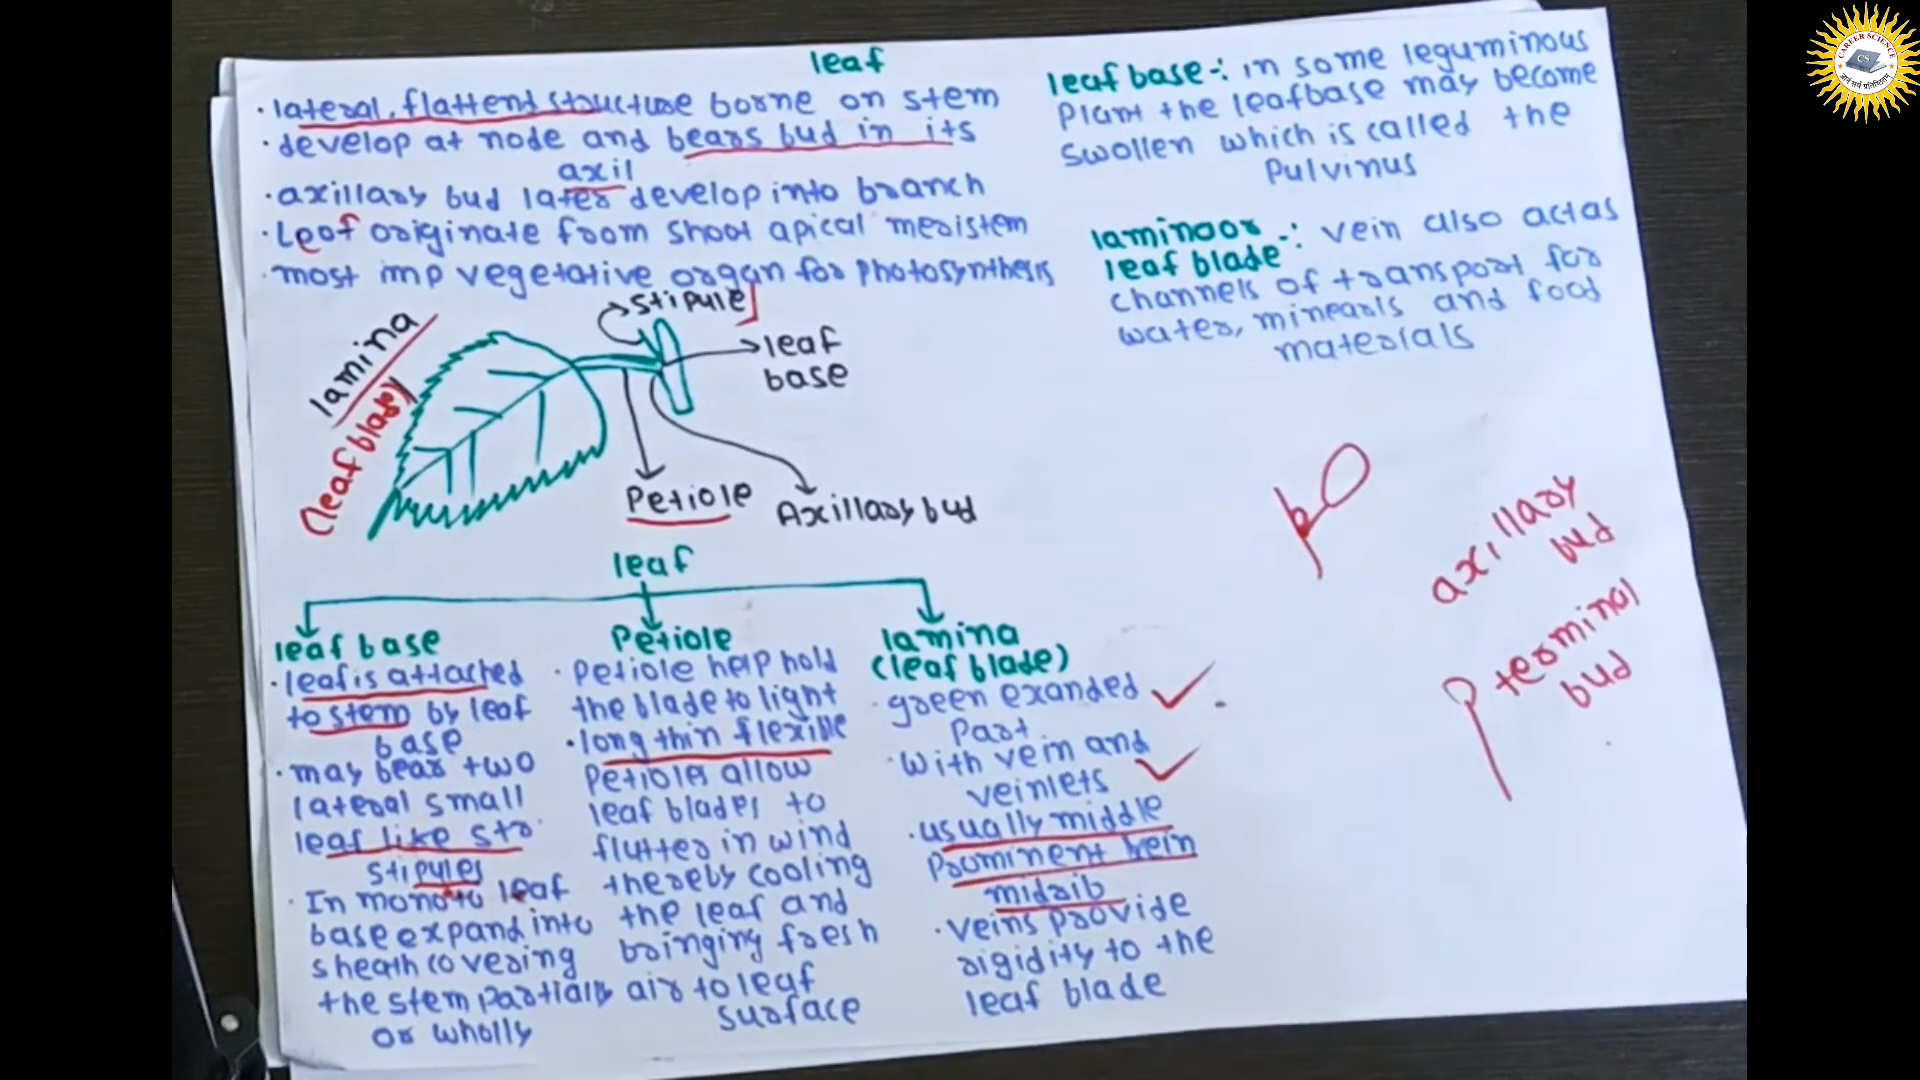 leaf
· lateral, flattend structure borne on stem
· develop at node and bears bud in its
axil
· axillary bud later develop into branch
· Leaf originate from shoot apical meristem
· most imp vegetative organ for photosynthesis
stipule
lamina
(leaf blade)
leaf
base
Petiole
Axillary bud
leaf
leaf base
· leaf is attached
to stem by leaf
base
· may bear two
lateral small
leaf like str.
stipules
· In monoto leaf
base expand into
sheath covering
the stem partially
or wholly
Petiole
· Petiole help hold
the blade to light
· long thin flexible
Petioles allow
leaf blades to
flutter in wind
thereby cooling
the leaf and
bringing fresh
air to leaf
surface
lamina
(leaf blade)
· green exanded
Part
· With vein and
veinlets
· usually middle
Prominent vein
midrib
· veins provide
rigidity to the
leaf blade
leaf base -: in some leguminous
Plant the leafbase may become
swollen which is called the
Pulvinus
laminoor
leaf blade -: vein also act as
channels of transport for
water, minearls and food
materials
axillary
bud
terminal
bud
CAREER SCIENCE
CS